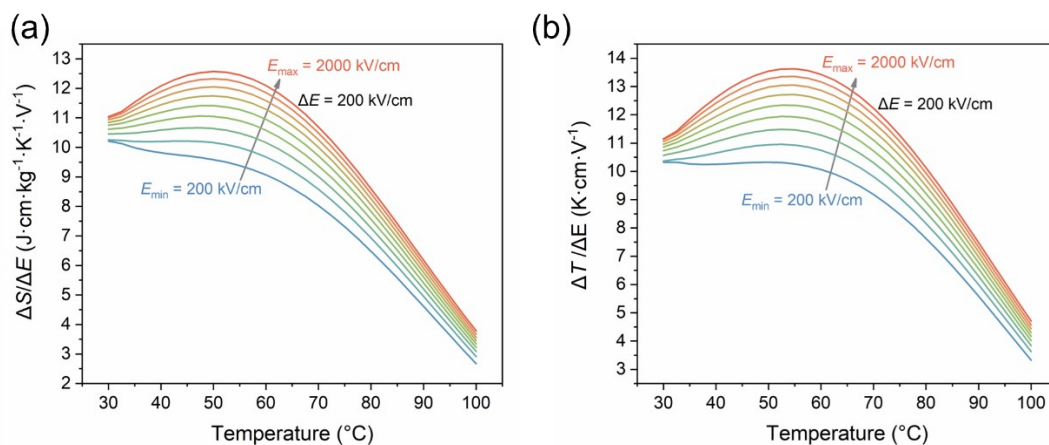 (a)
13
12
11
10
9
8
7
6
5
4
3
2
ΔS/ΔE (J·cm·kg⁻¹·K⁻¹·V⁻¹)
Emax = 2000 kV/cm
ΔE = 200 kV/cm
Emin = 200 kV/cm
30 40 50 60 70 80 90 100
Temperature (°C)
(b)
14
13
12
11
10
9
8
7
6
5
4
3
ΔT/ΔE (K·cm·V⁻¹)
Emax = 2000 kV/cm
ΔE = 200 kV/cm
Emin = 200 kV/cm
30 40 50 60 70 80 90 100
Temperature (°C)